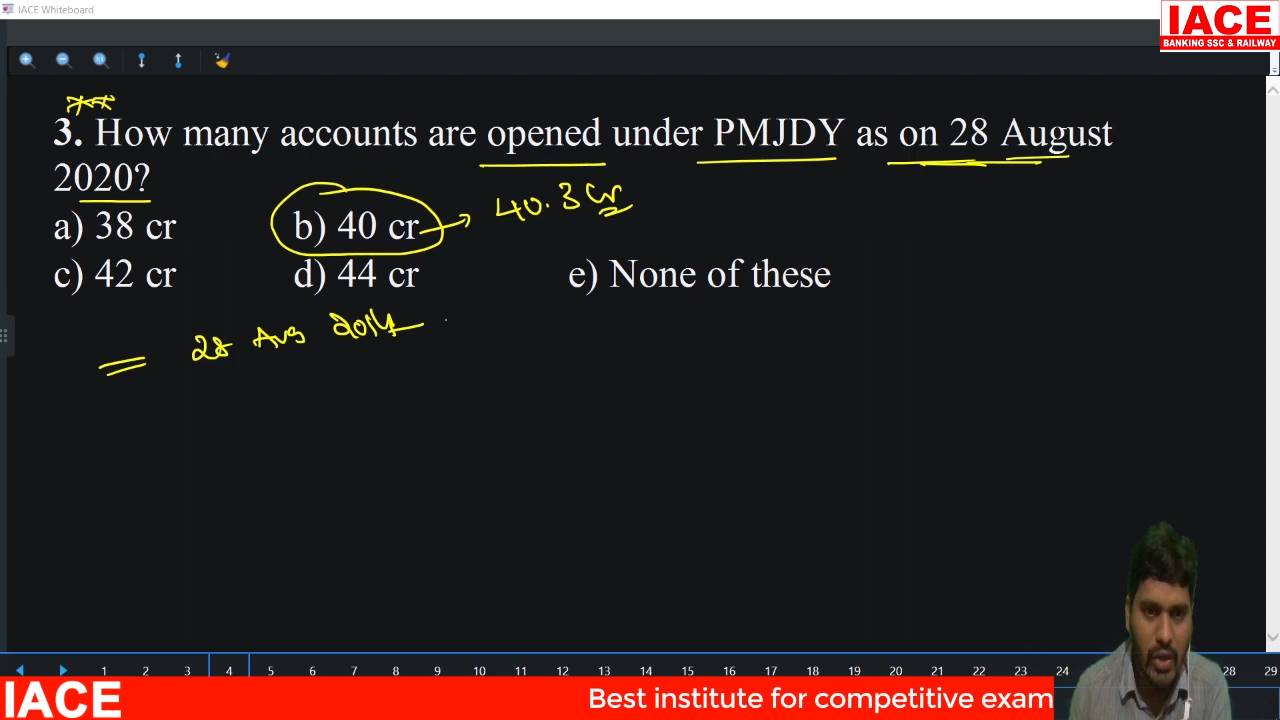 IACE Whiteboard
IACE
BANKING SSC & RAILWAY
3. How many accounts are opened under PMJDY as on 28 August
2020?
a) 38 cr b) 40 cr → 40.3 cr
c) 42 cr d) 44 cr e) None of these
28 Aug 2014
1 2 3 4 5 6 7 8 9 10 11 12 13 14 15 16 17 18 19 20 21 22 23 24 28 29
IACE Best institute for competitive exam